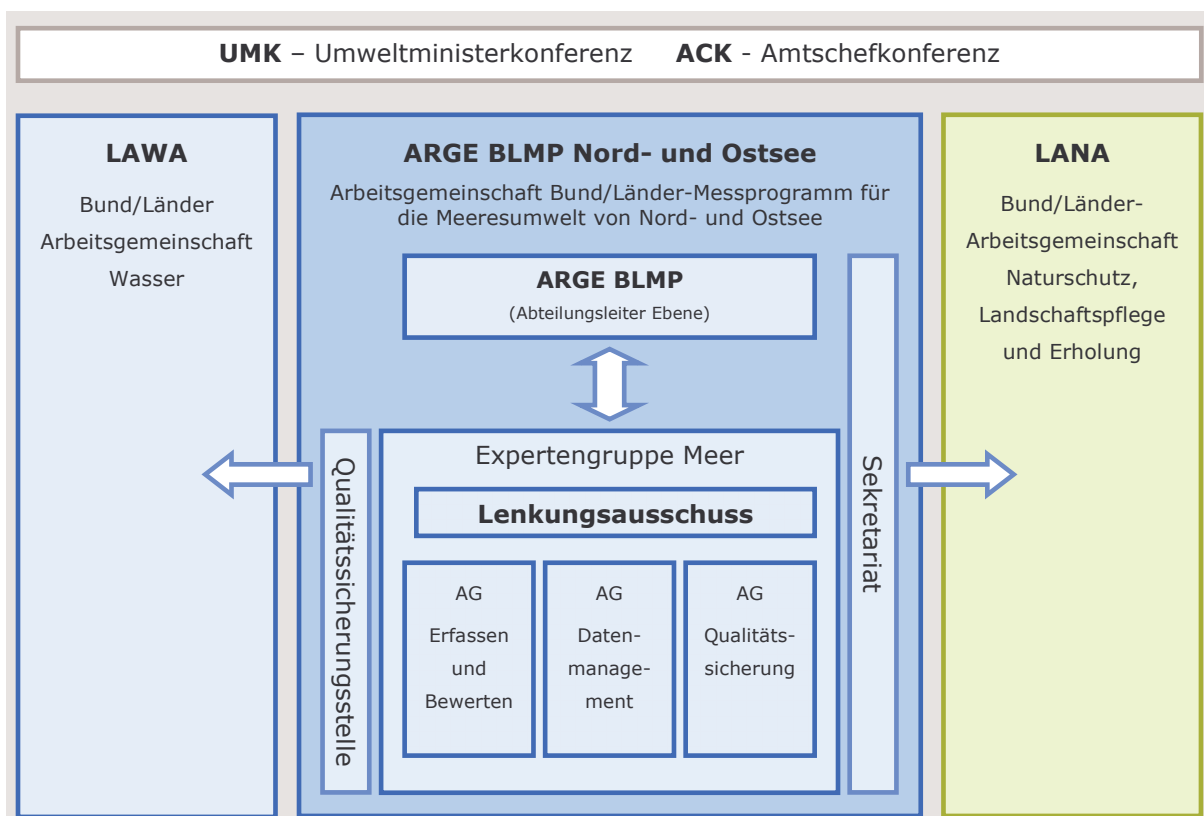 UMK – Umweltministerkonferenz ACK - Amtschefkonferenz
LAWA
Bund/Länder
Arbeitsgemeinschaft
Wasser
ARGE BLMP Nord- und Ostsee
Arbeitsgemeinschaft Bund/Länder-Messprogramm für
die Meeresumwelt von Nord- und Ostsee
ARGE BLMP
(Abteilungsleiter Ebene)
Qualitätssicherungsstelle
Expertengruppe Meer
Lenkungsausschuss
AG
Erfassen
und
Bewerten
AG
Daten-
manage-
ment
AG
Qualitäts-
sicherung
Sekretariat
LANA
Bund/Länder-
Arbeitsgemeinschaft
Naturschutz,
Landschaftspflege
und Erholung